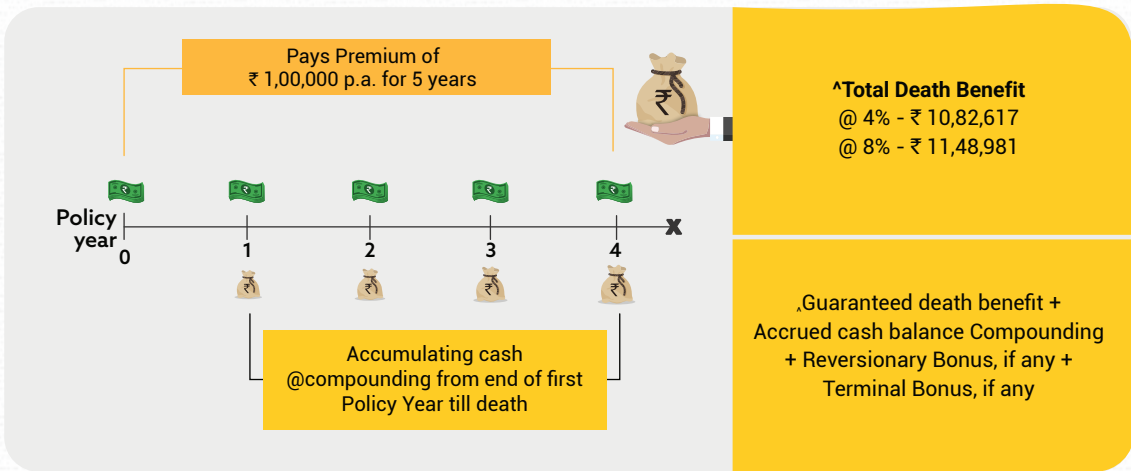 Pays Premium of
₹ 1,00,000 p.a. for 5 years
Policy
year
0
1
2
3
4
x
Accumulating cash
@compounding from end of first
Policy Year till death
^Total Death Benefit
@ 4% - ₹ 10,82,617
@ 8% - ₹ 11,48,981
^Guaranteed death benefit +
Accrued cash balance Compounding
+ Reversionary Bonus, if any +
Terminal Bonus, if any